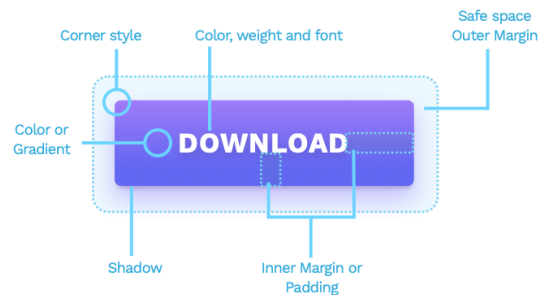 Safe space
Corner style
Color, weight and font
Outer Margin
Color or
Gradient
DOWNLOAD
Shadow
Inner Margin or
Padding